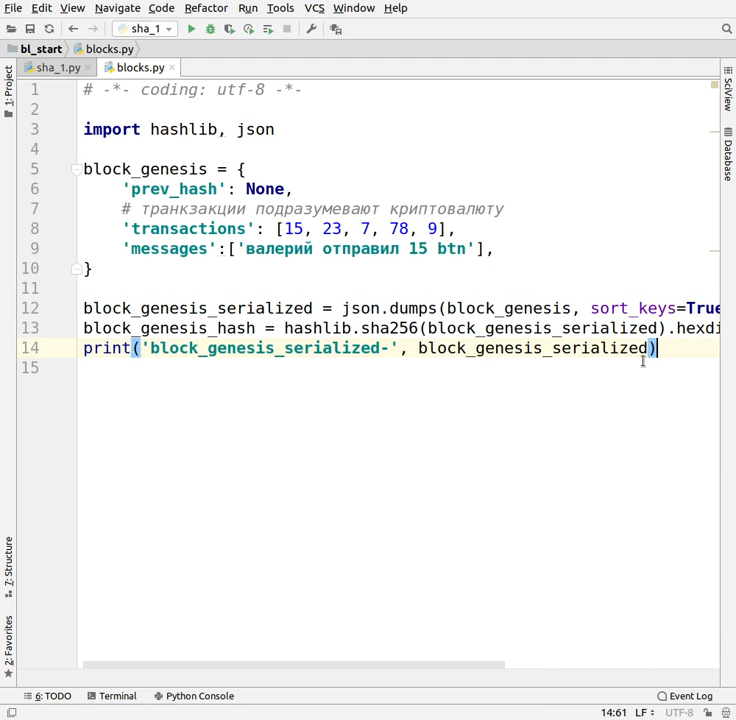 File Edit View Navigate Code Refactor Run Tools VCS Window Help
sha_1
bl_start blocks.py
sha_1.py blocks.py
1 # -*- coding: utf-8 -*-
2
3 import hashlib, json
4
5 block_genesis = {
6 'prev_hash': None,
7 # транкзакции подразумевают криптовалюту
8 'transactions': [15, 23, 7, 78, 9],
9 'messages':['валерий отправил 15 btn'],
10 }
11
12 block_genesis_serialized = json.dumps(block_genesis, sort_keys=True
13 block_genesis_hash = hashlib.sha256(block_genesis_serialized).hexdi
14 print('block_genesis_serialized-', block_genesis_serialized)
15
1: Project
7: Structure
2: Favorites
SciView
Database
6: TODO Terminal Python Console Event Log
14:61 LF UTF-8